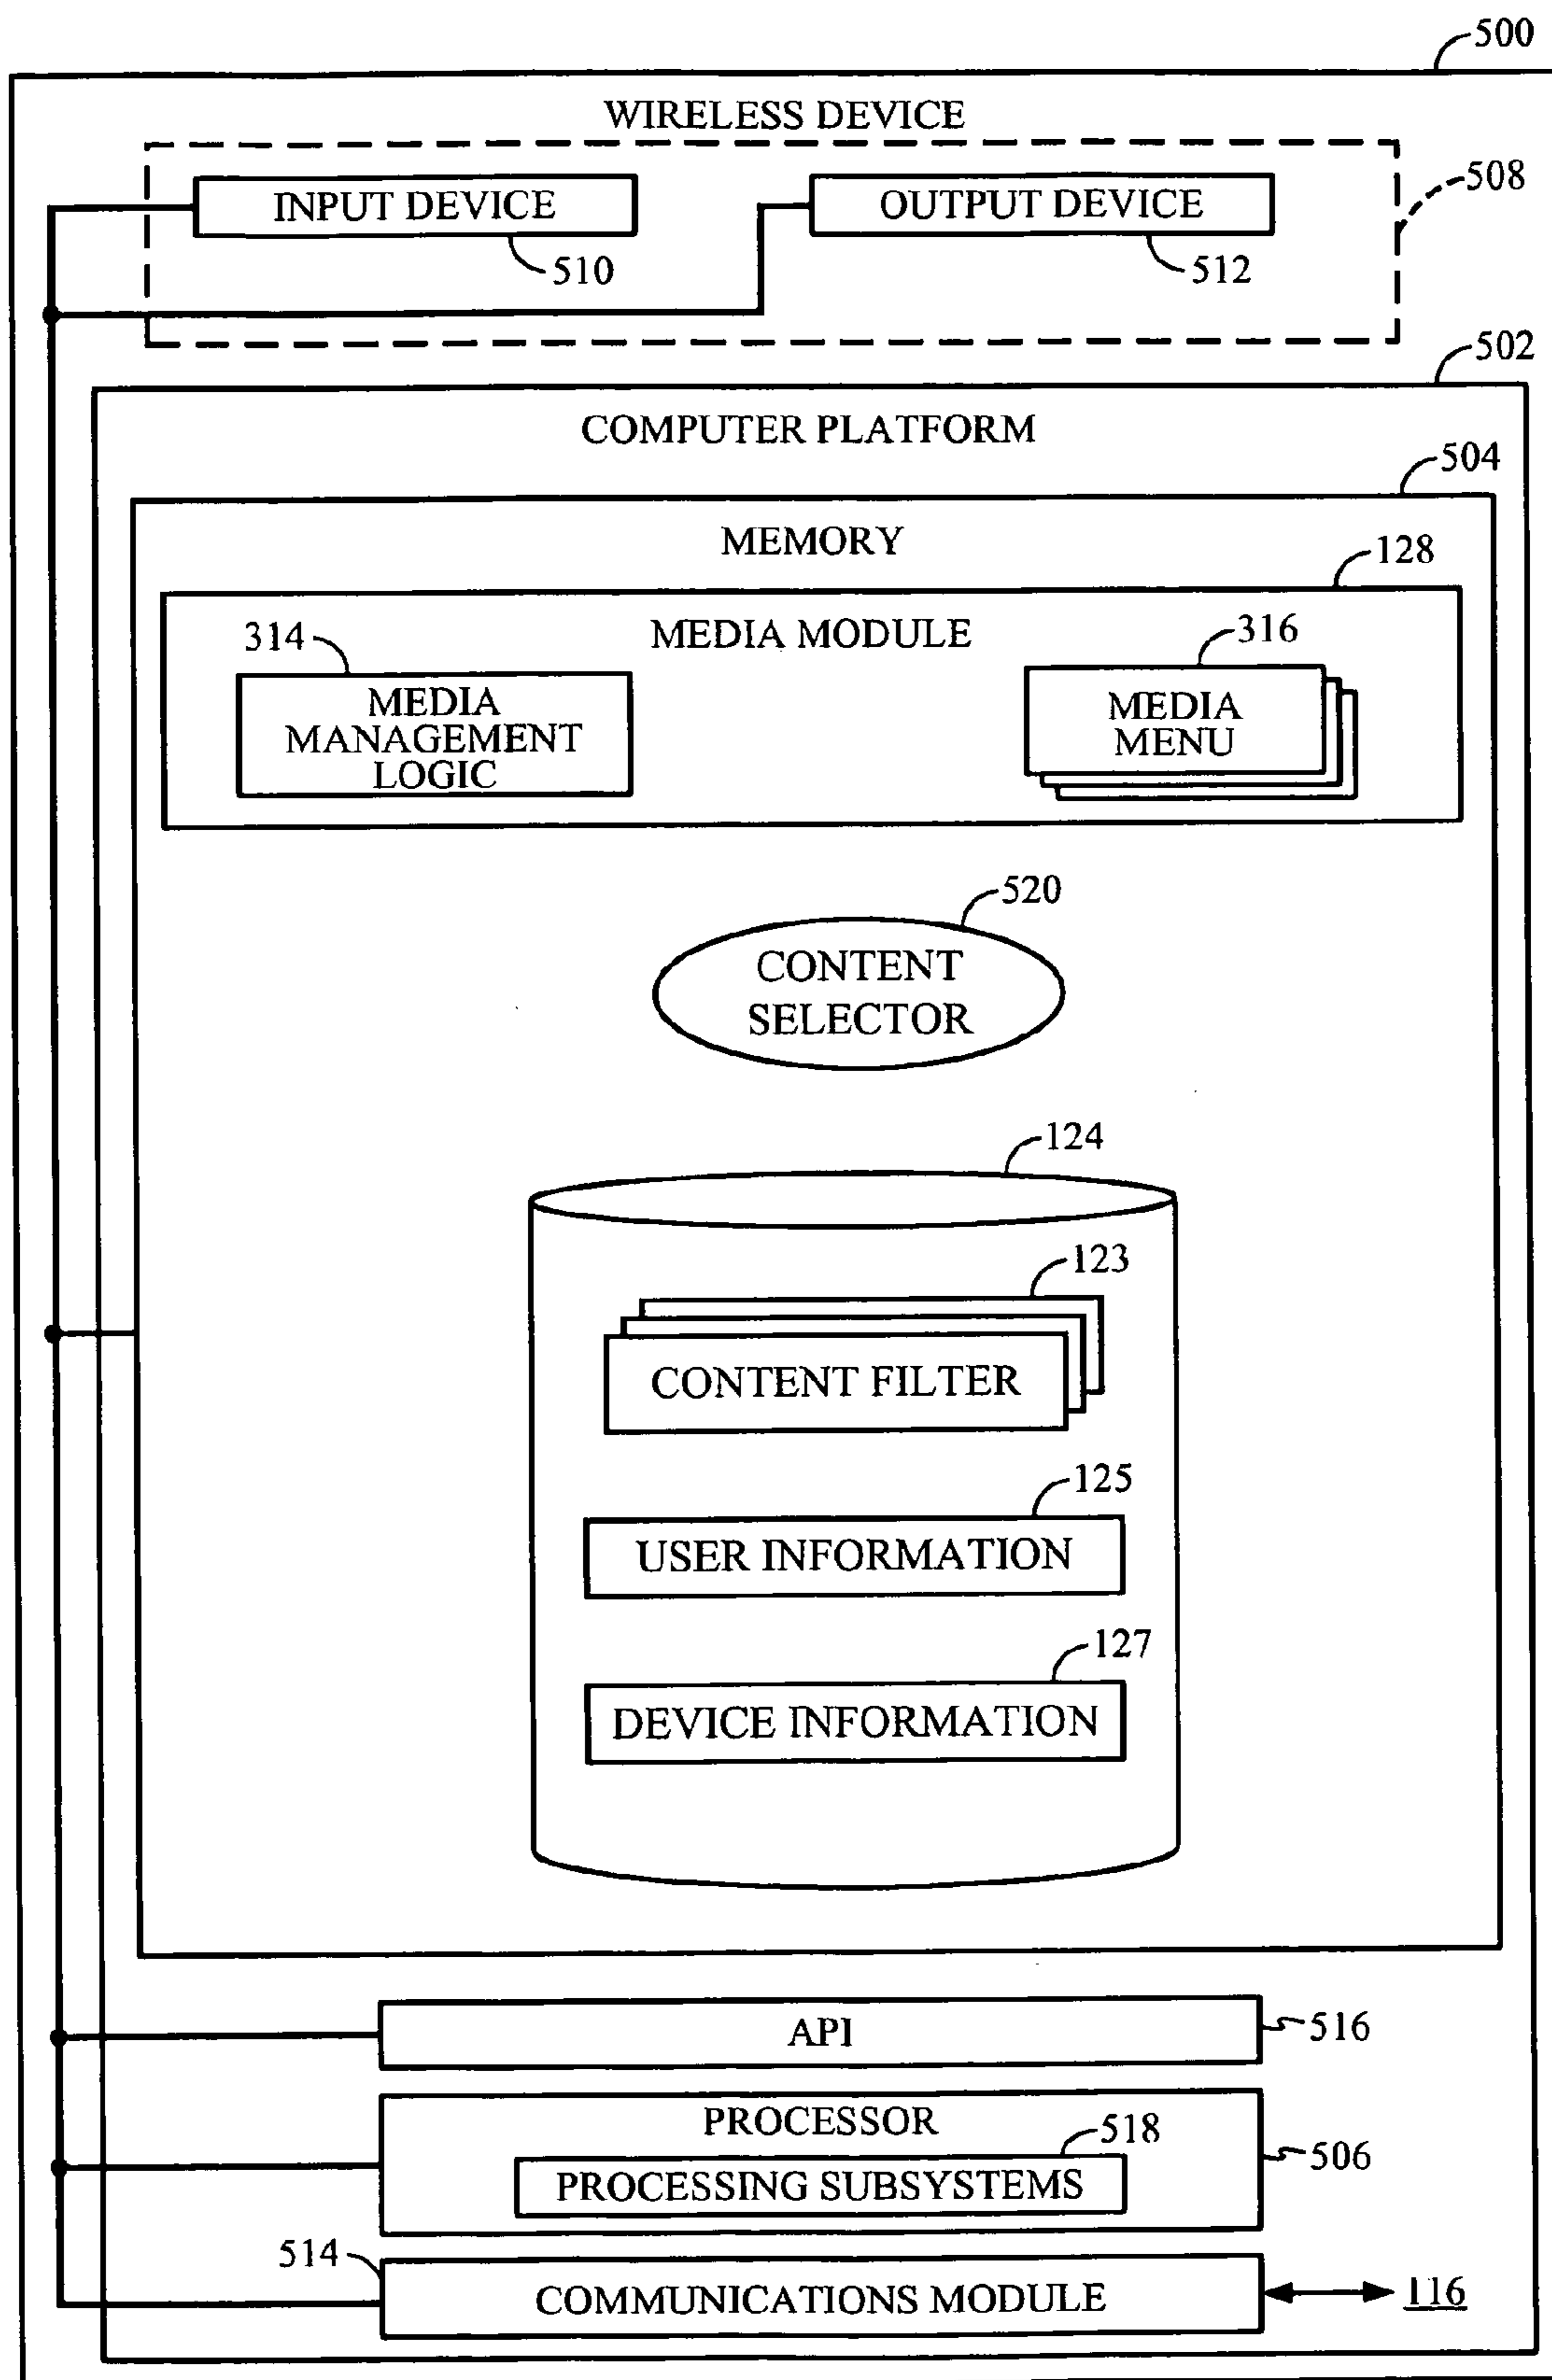 500
WIRELESS DEVICE
INPUT DEVICE
OUTPUT DEVICE
508
510
512
502
COMPUTER PLATFORM
504
MEMORY
128
314
MEDIA MODULE
316
MEDIA
MANAGEMENT
LOGIC
MEDIA
MENU
520
CONTENT
SELECTOR
124
123
CONTENT FILTER
125
USER INFORMATION
127
DEVICE INFORMATION
API
516
PROCESSOR
518
506
PROCESSING SUBSYSTEMS
514
COMMUNICATIONS MODULE
116